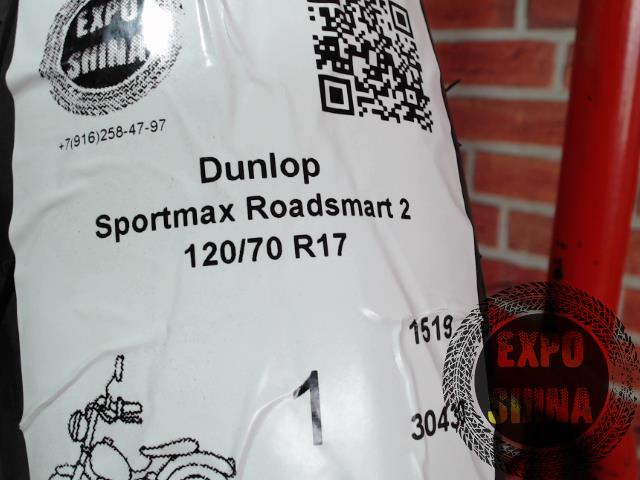 EXPO
SHINA
+7(916)258-47-97
Dunlop
Sportmax Roadsmart 2
120/70 R17
1519
1
3043
EXPO
SHINA